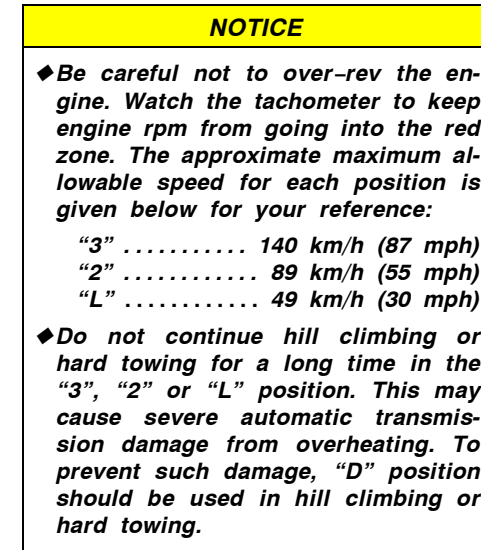 NOTICE
◆Be careful not to over−rev the en-
gine. Watch the tachometer to keep
engine rpm from going into the red
zone. The approximate maximum al-
lowable speed for each position is
given below for your reference:
“3” ........... 140 km/h (87 mph)
“2” ............ 89 km/h (55 mph)
“L” ............ 49 km/h (30 mph)
◆Do not continue hill climbing or
hard towing for a long time in the
“3”, “2” or “L” position. This may
cause severe automatic transmis-
sion damage from overheating. To
prevent such damage, “D” position
should be used in hill climbing or
hard towing.